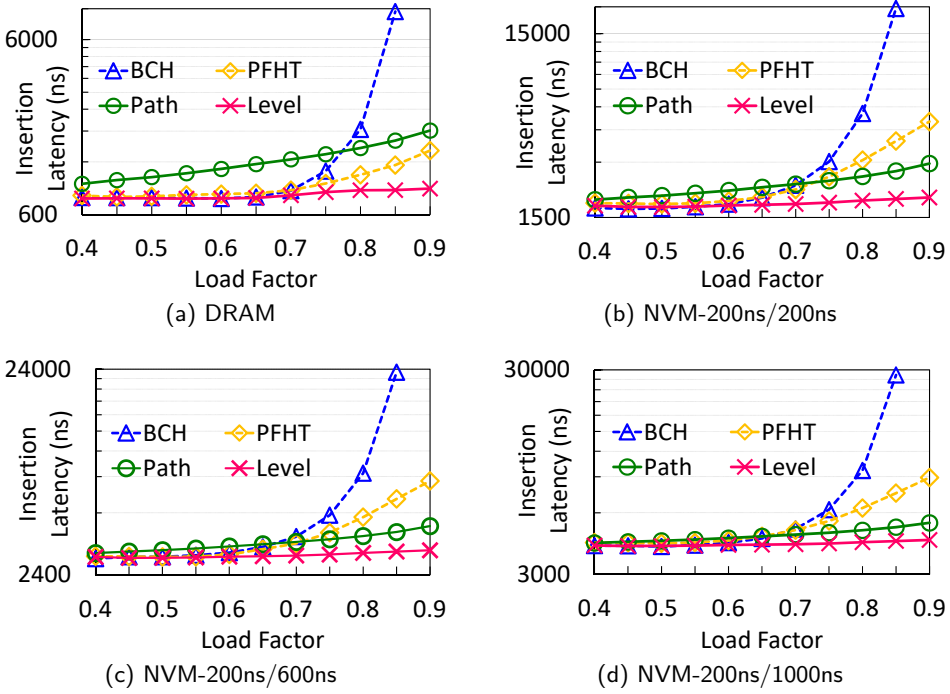 6000
Insertion
Latency (ns)
BCH
PFHT
Path
Level
600
0.4 0.5 0.6 0.7 0.8 0.9
Load Factor
(a) DRAM
15000
Insertion
Latency (ns)
BCH
PFHT
Path
Level
1500
0.4 0.5 0.6 0.7 0.8 0.9
Load Factor
(b) NVM-200ns/200ns
24000
Insertion
Latency (ns)
BCH
PFHT
Path
Level
2400
0.4 0.5 0.6 0.7 0.8 0.9
Load Factor
(c) NVM-200ns/600ns
30000
Insertion
Latency (ns)
BCH
PFHT
Path
Level
3000
0.4 0.5 0.6 0.7 0.8 0.9
Load Factor
(d) NVM-200ns/1000ns